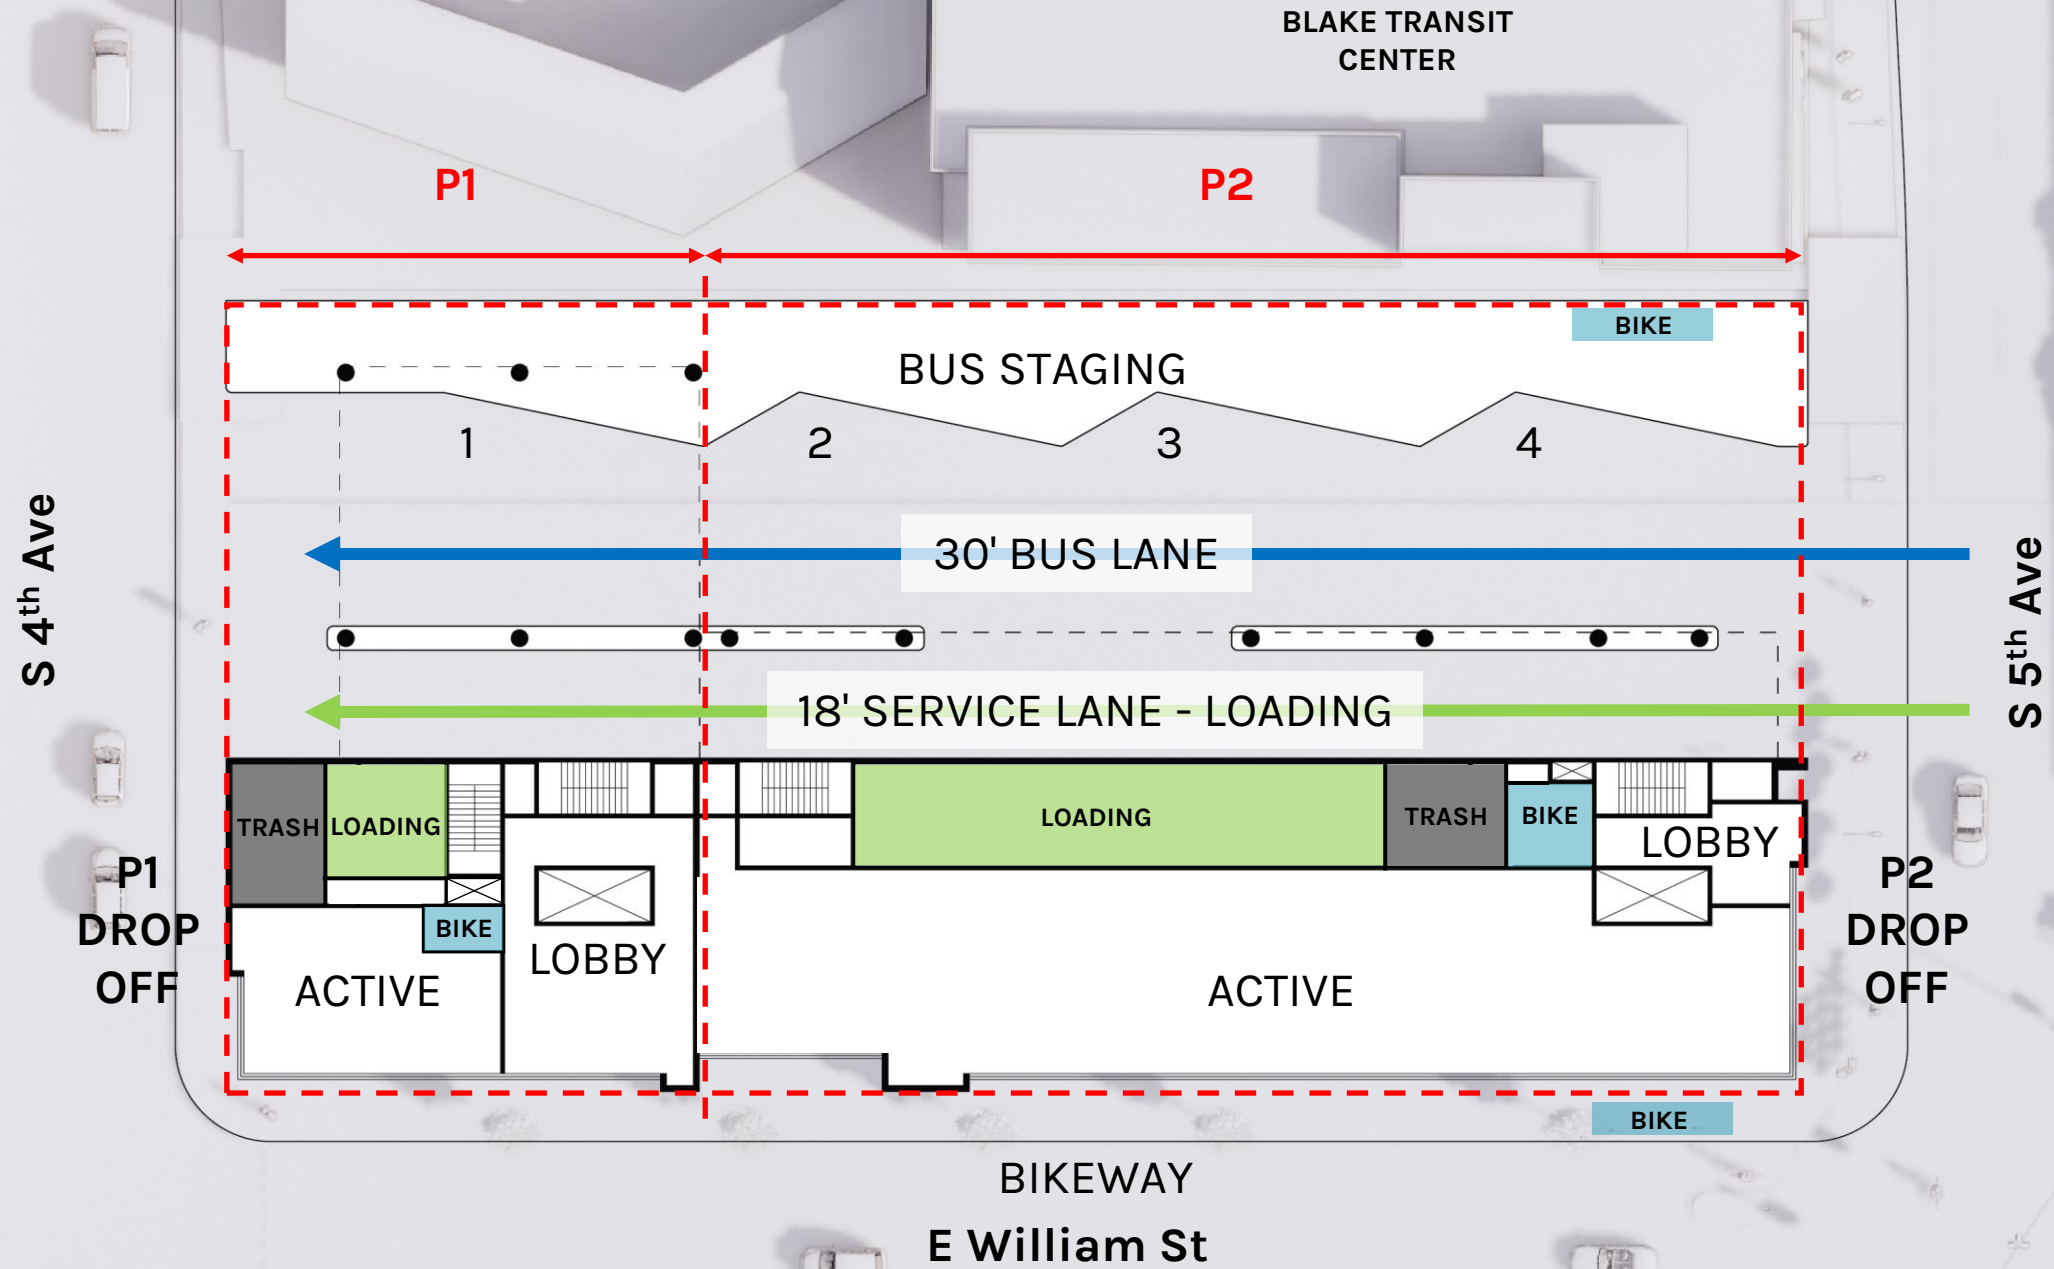 BLAKE TRANSIT
CENTER
P1
P2
BIKE
BUS STAGING
1
2
3
4
S 4th Ave
30' BUS LANE
S 5th Ave
18' SERVICE LANE - LOADING
TRASH
LOADING
LOADING
TRASH
BIKE
LOBBY
P1
DROP
OFF
BIKE
LOBBY
ACTIVE
ACTIVE
P2
DROP
OFF
BIKE
BIKEWAY
E William St